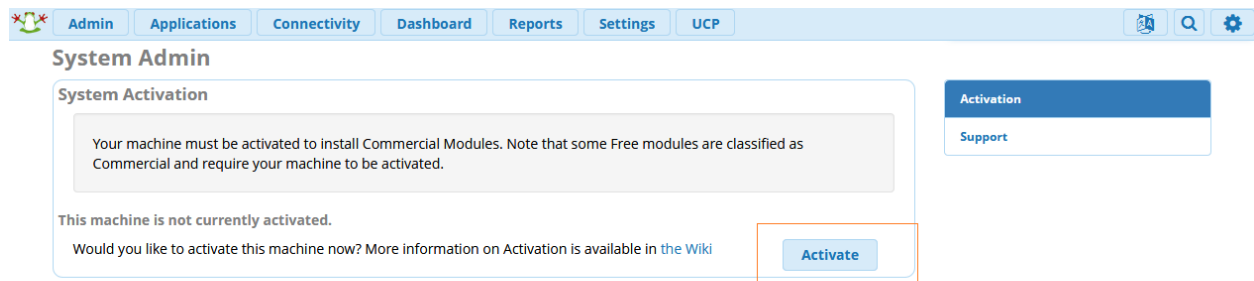 Admin Applications Connectivity Dashboard Reports Settings UCP
System Admin
System Activation
Your machine must be activated to install Commercial Modules. Note that some Free modules are classified as
Commercial and require your machine to be activated.
This machine is not currently activated.
Would you like to activate this machine now? More information on Activation is available in the Wiki
Activate
Activation
Support